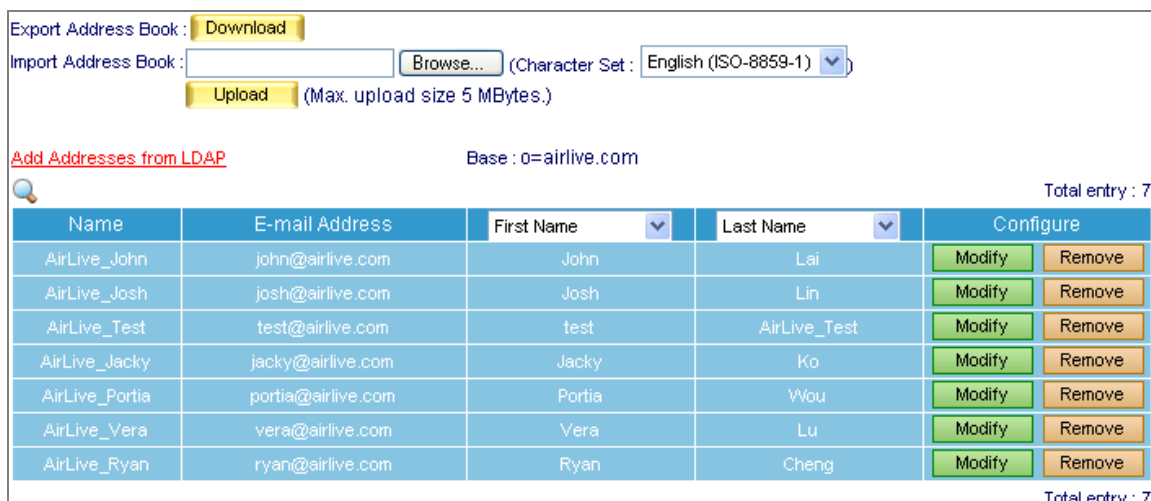 Export Address Book : Download
Import Address Book : Browse... (Character Set : English (ISO-8859-1) )
Upload (Max. upload size 5 MBytes.)
Add Addresses from LDAP Base : o=airlive.com
Total entry : 7
Name E-mail Address First Name Last Name Configure
AirLive_John john@airlive.com John Lai Modify Remove
AirLive_Josh josh@airlive.com Josh Lin Modify Remove
AirLive_Test test@airlive.com test AirLive_Test Modify Remove
AirLive_Jacky jacky@airlive.com Jacky Ko Modify Remove
AirLive_Portia portia@airlive.com Portia Wou Modify Remove
AirLive_Vera vera@airlive.com Vera Lu Modify Remove
AirLive_Ryan ryan@airlive.com Ryan Cheng Modify Remove
Total entry : 7